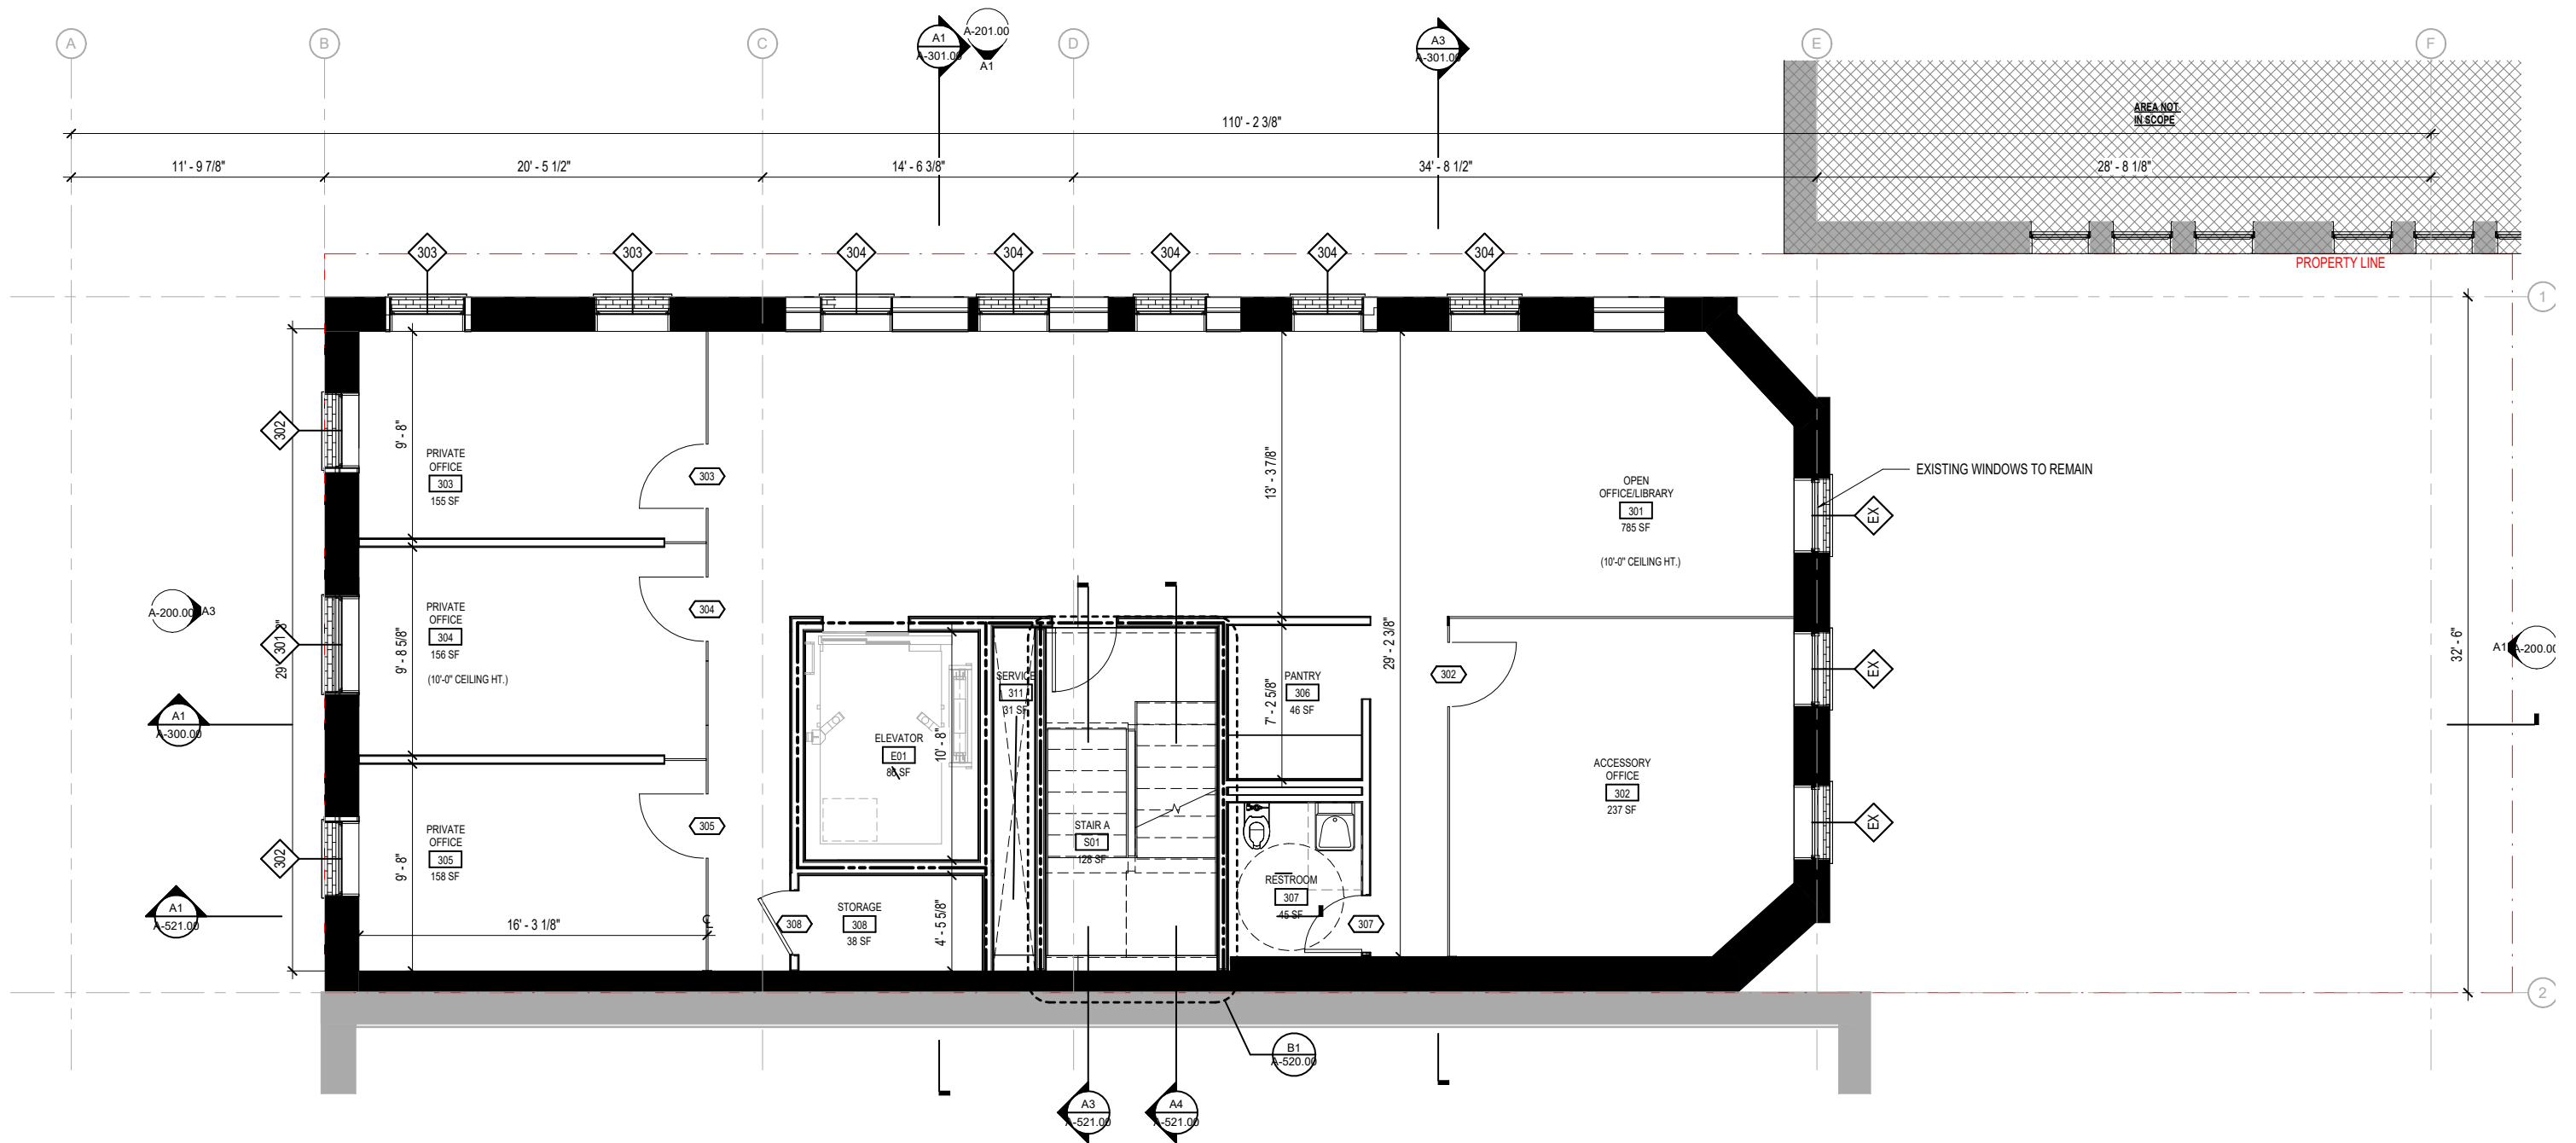 A
B
C
D
E
F
A1
A-301.00
A-201.00
A1
A3
A-301.00
AREA NOT
IN SCOPE
110' - 2 3/8"
11' - 9 7/8"
20' - 5 1/2"
14' - 6 3/8"
34' - 8 1/2"
28' - 8 1/8"
303
303
304
304
304
304
304
PROPERTY LINE
1
302
9' - 8"
PRIVATE
OFFICE
303
155 SF
303
13' - 3 7/8"
OPEN
OFFICE/LIBRARY
301
785 SF
(10'-0" CEILING HT.)
EXISTING WINDOWS TO REMAIN
EX
A-200.00
A3
301
9' - 8 5/8"
PRIVATE
OFFICE
304
156 SF
(10'-0" CEILING HT.)
304
29' - 2 3/8"
32' - 6"
A1
A-200.00
EX
302
SERVICE
311
31 SF
PANTRY
306
46 SF
7' - 2 5/8"
A1
A-300.00
ELEVATOR
E01
SF
10' - 8"
ACCESSORY
OFFICE
302
237 SF
EX
302
9' - 8"
PRIVATE
OFFICE
305
158 SF
305
STAIR A
S01
128 SF
RESTROOM
307
45 SF
307
A1
A-521.00
16' - 3 1/8"
308
STORAGE
308
38 SF
4' - 5 5/8"
2
B1
A-520.00
A3
A-521.00
A4
A-521.00